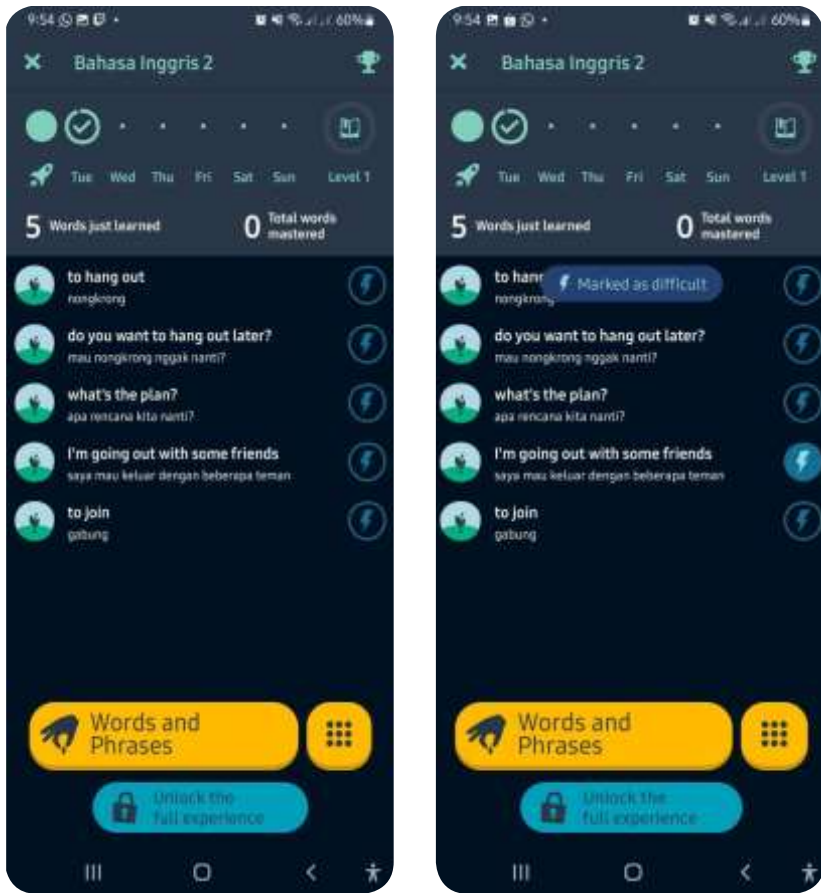 9:54
60%
Bahasa Inggris 2
Tue Wed Thu Fri Sat Sun Level 1
5 Words just learned
0 Total words
mastered
to hang out
nongkrong
do you want to hang out later?
mau nongkrong nggak nanti?
what's the plan?
apa rencana kita nanti?
I'm going out with some friends
saya mau keluar dengan beberapa teman
to join
gabung
Words and
Phrases
Unlock the
full experience
9:54
60%
Bahasa Inggris 2
Tue Wed Thu Fri Sat Sun Level 1
5 Words just learned
0 Total words
mastered
to hang
Marked as difficult
nongkrong
do you want to hang out later?
mau nongkrong nggak nanti?
what's the plan?
apa rencana kita nanti?
I'm going out with some friends
saya mau keluar dengan beberapa teman
to join
gabung
Words and
Phrases
Unlock the
full experience